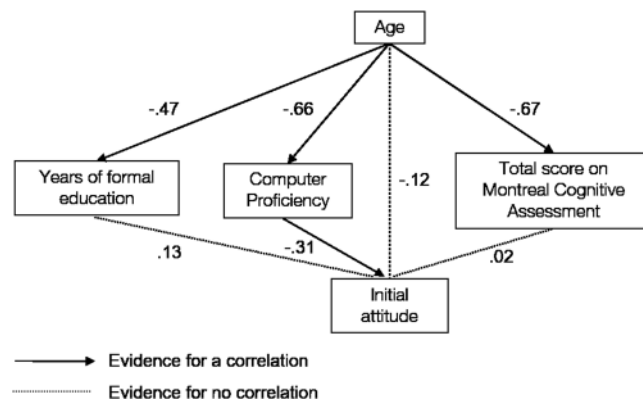 Age
-.47
-.66
-.67
Years of formal
education
Computer
Proficiency
-.12
Total score on
Montreal Cognitive
Assessment
.13
-.31
.02
Initial
attitude
Evidence for a correlation
Evidence for no correlation